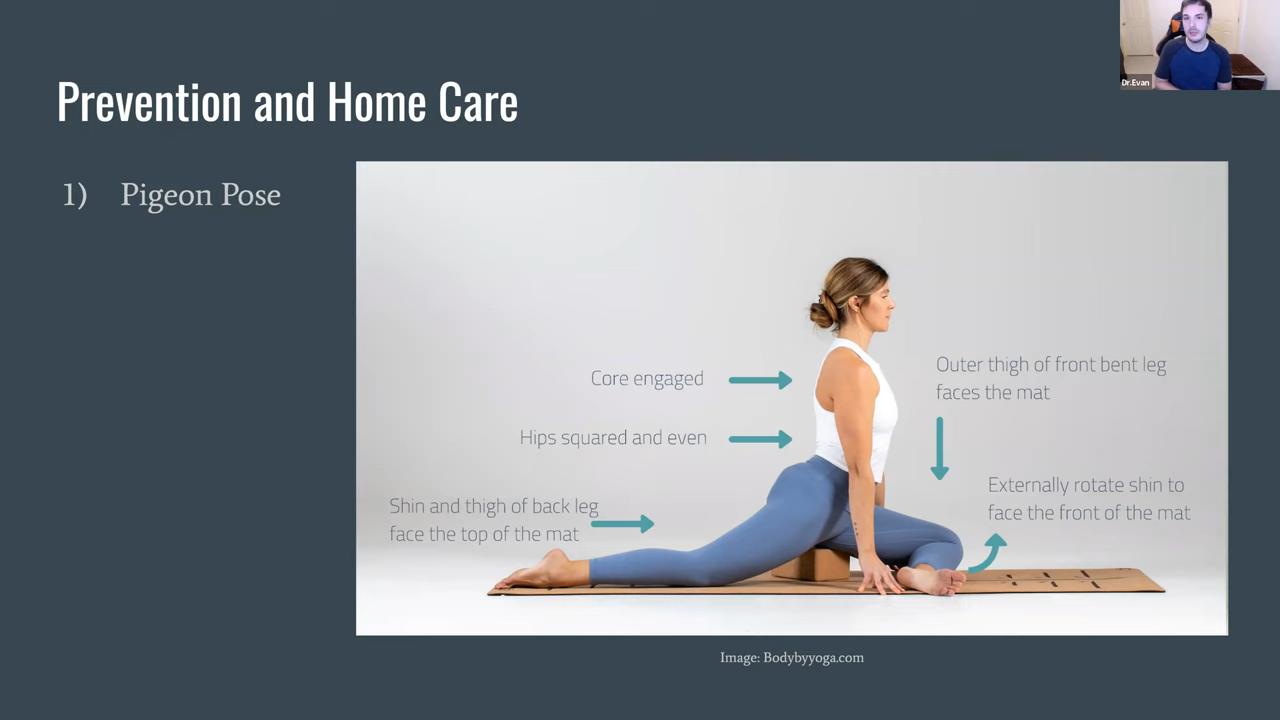 Prevention and Home Care
Dr.Evan
1) Pigeon Pose
Core engaged
Hips squared and even
Shin and thigh of back leg
face the top of the mat
Outer thigh of front bent leg
faces the mat
Externally rotate shin to
face the front of the mat
Image: Bodybyyoga.com